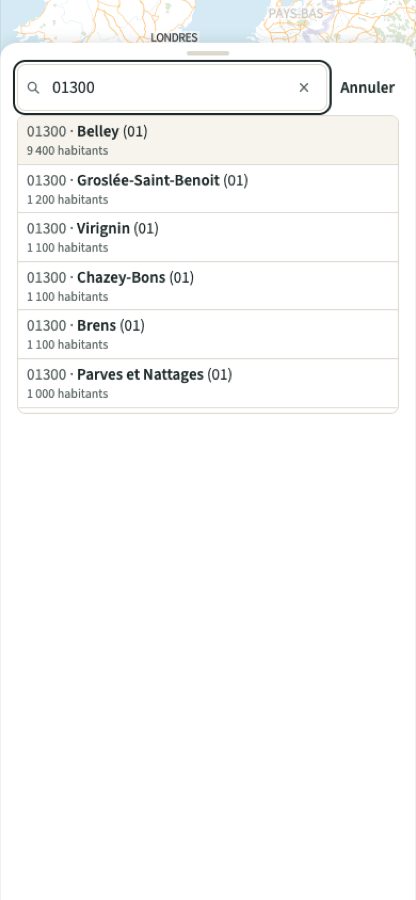 PAYS-BAS
LONDRES
01300
Annuler
01300 · Belley (01)
9 400 habitants
01300 · Groslée-Saint-Benoit (01)
1 200 habitants
01300 · Virignin (01)
1 100 habitants
01300 · Chazey-Bons (01)
1 100 habitants
01300 · Brens (01)
1 100 habitants
01300 · Parves et Nattages (01)
1 000 habitants